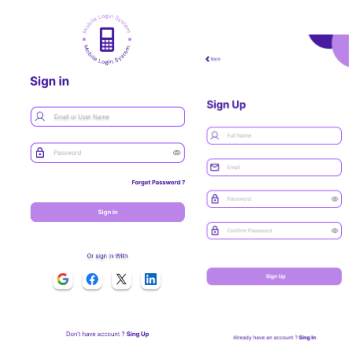 Mobile Login System
Mobile Login System
Sign in
Email or User Name
Password
Forget Password ?
Sign in
Or sign in With
Don't have account ? Sing Up
Back
Sign Up
Full Name
Email
Password
Confirm Password
Sign Up
Already have an account ? Sing In